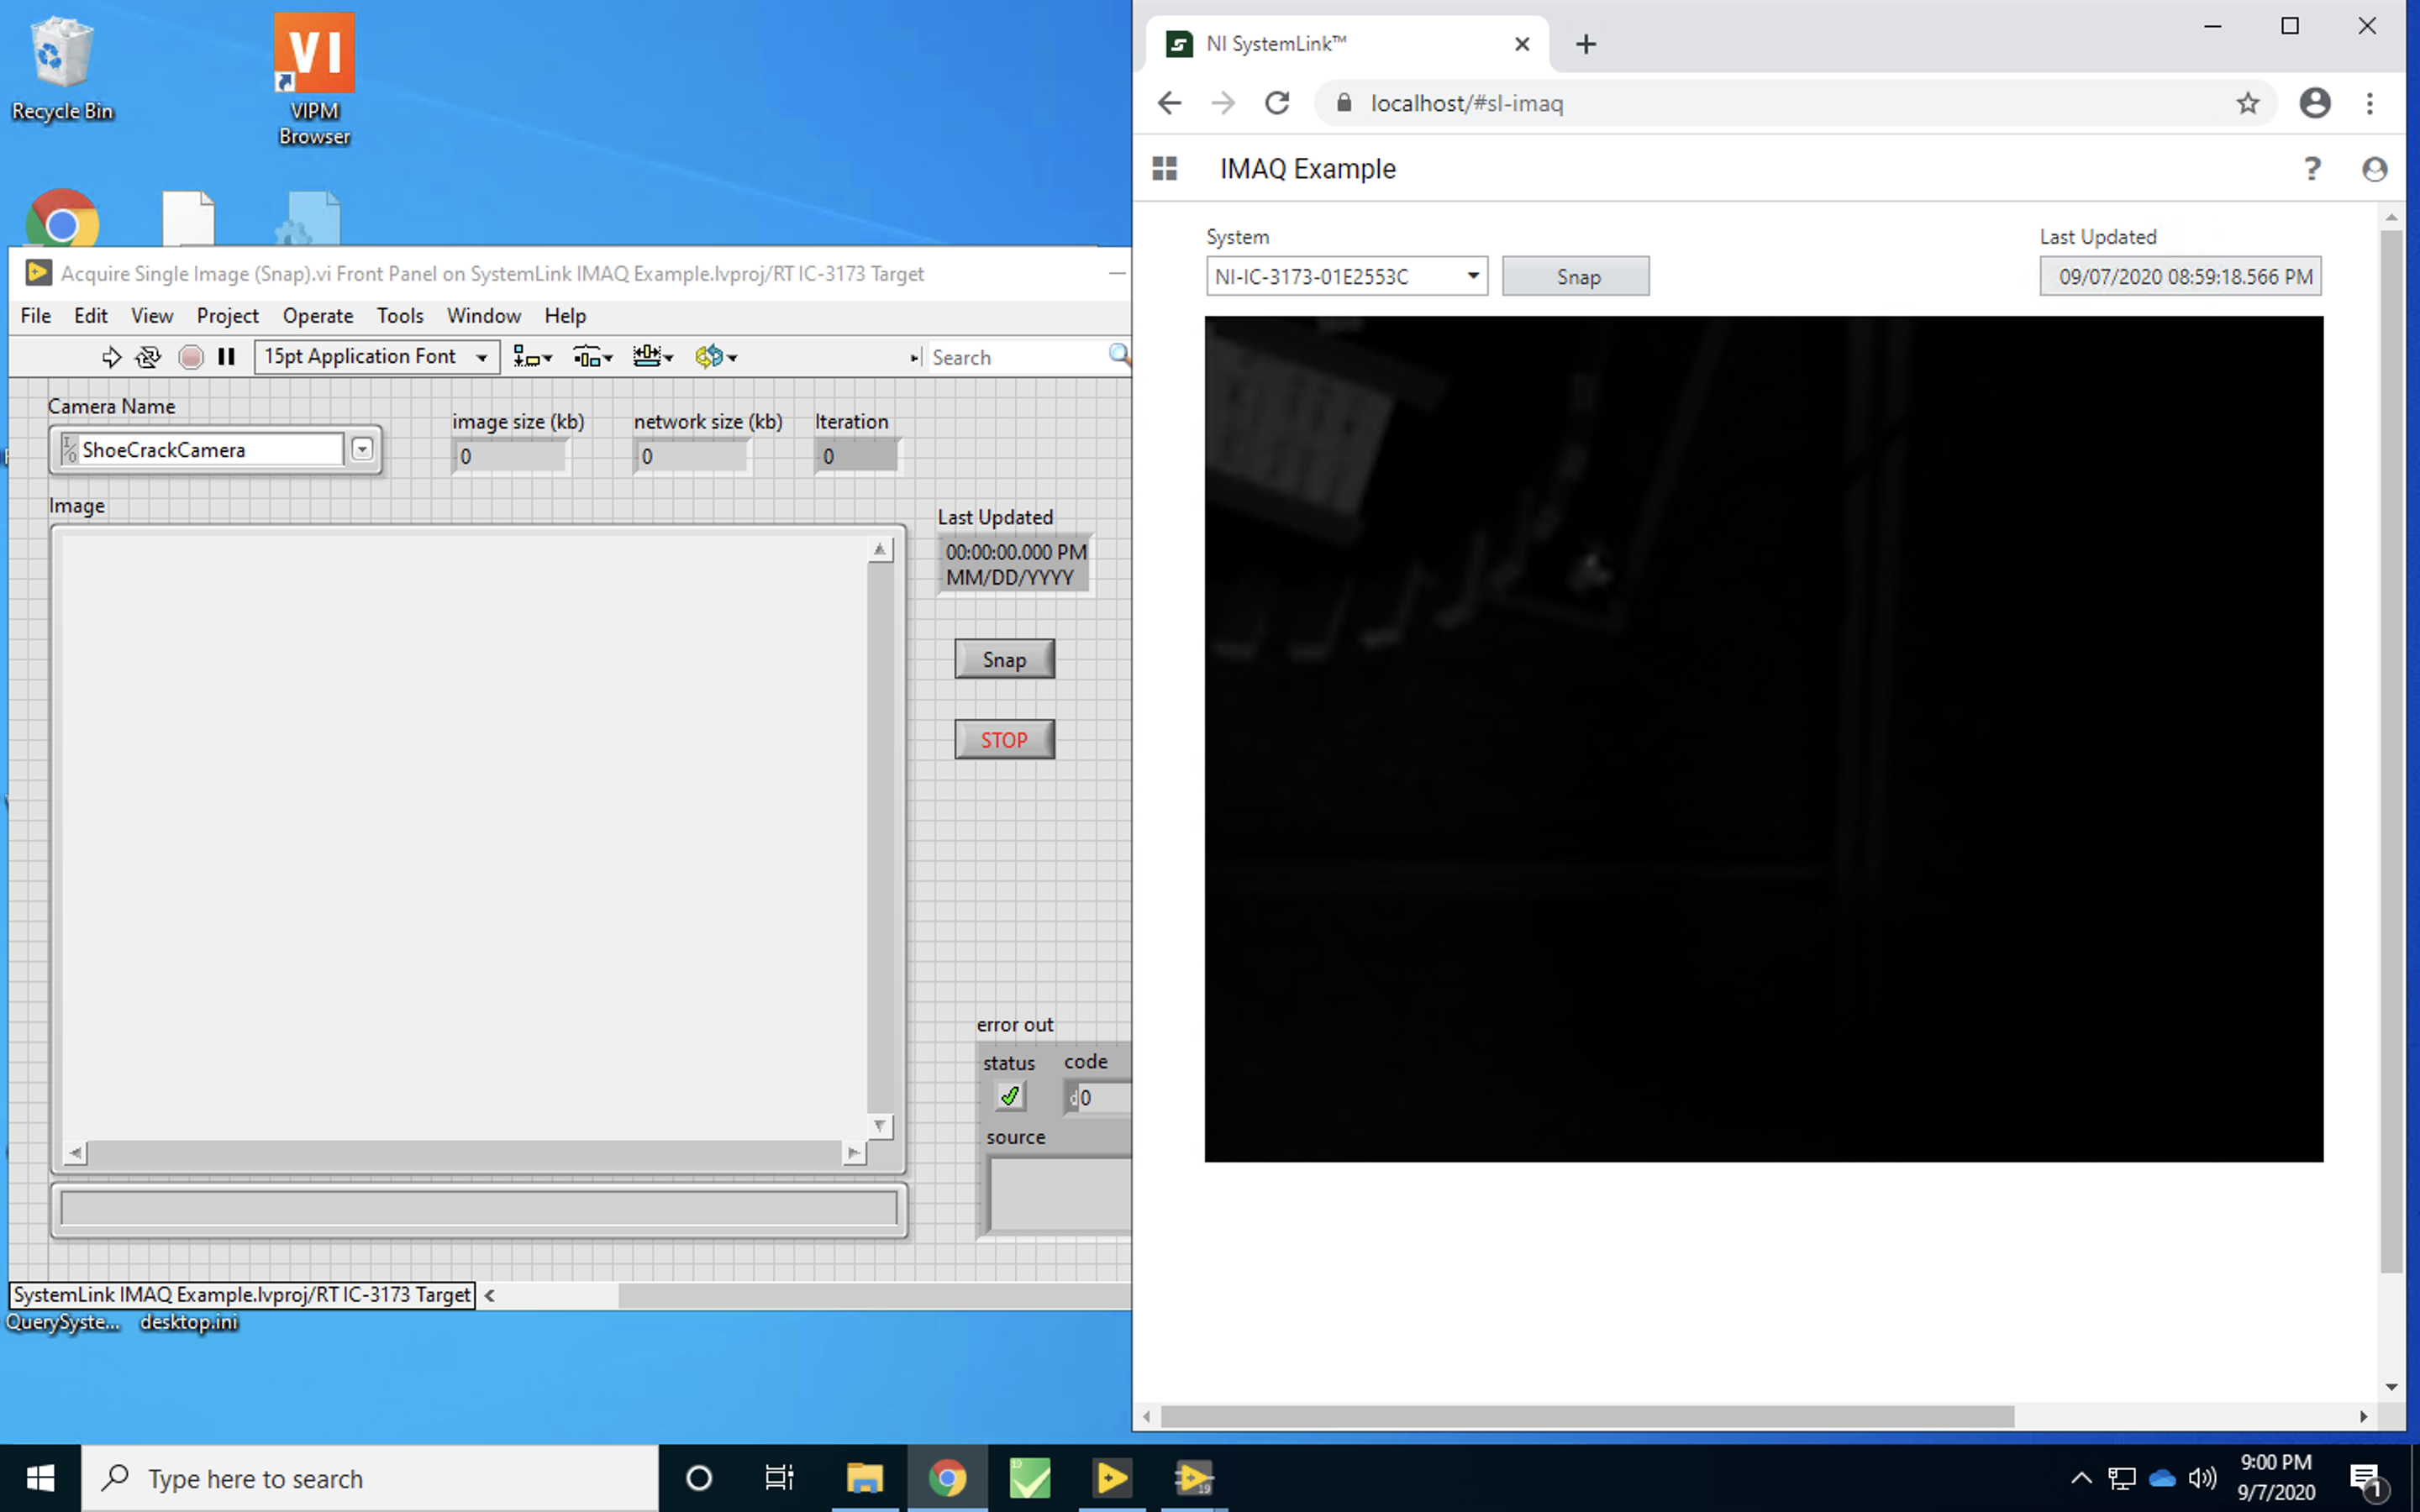 Recycle Bin
VI
VIPM
Browser
Acquire Single Image (Snap).vi Front Panel on SystemLink IMAQ Example.lvproj/RT IC-3173 Target
File Edit View Project Operate Tools Window Help
15pt Application Font
Search
Camera Name
ShoeCrackCamera
image size (kb)
0
network size (kb)
0
Iteration
0
Image
Last Updated
00:00:00.000 PM
MM/DD/YYYY
Snap
STOP
error out
status
code
d0
source
SystemLink IMAQ Example.lvproj/RT IC-3173 Target
QuerySyste...
desktop.ini
NI SystemLink™
localhost/#sl-imaq
IMAQ Example
?
System
NI-IC-3173-01E2553C
Snap
Last Updated
09/07/2020 08:59:18.566 PM
Type here to search
19
9:00 PM
9/7/2020
1